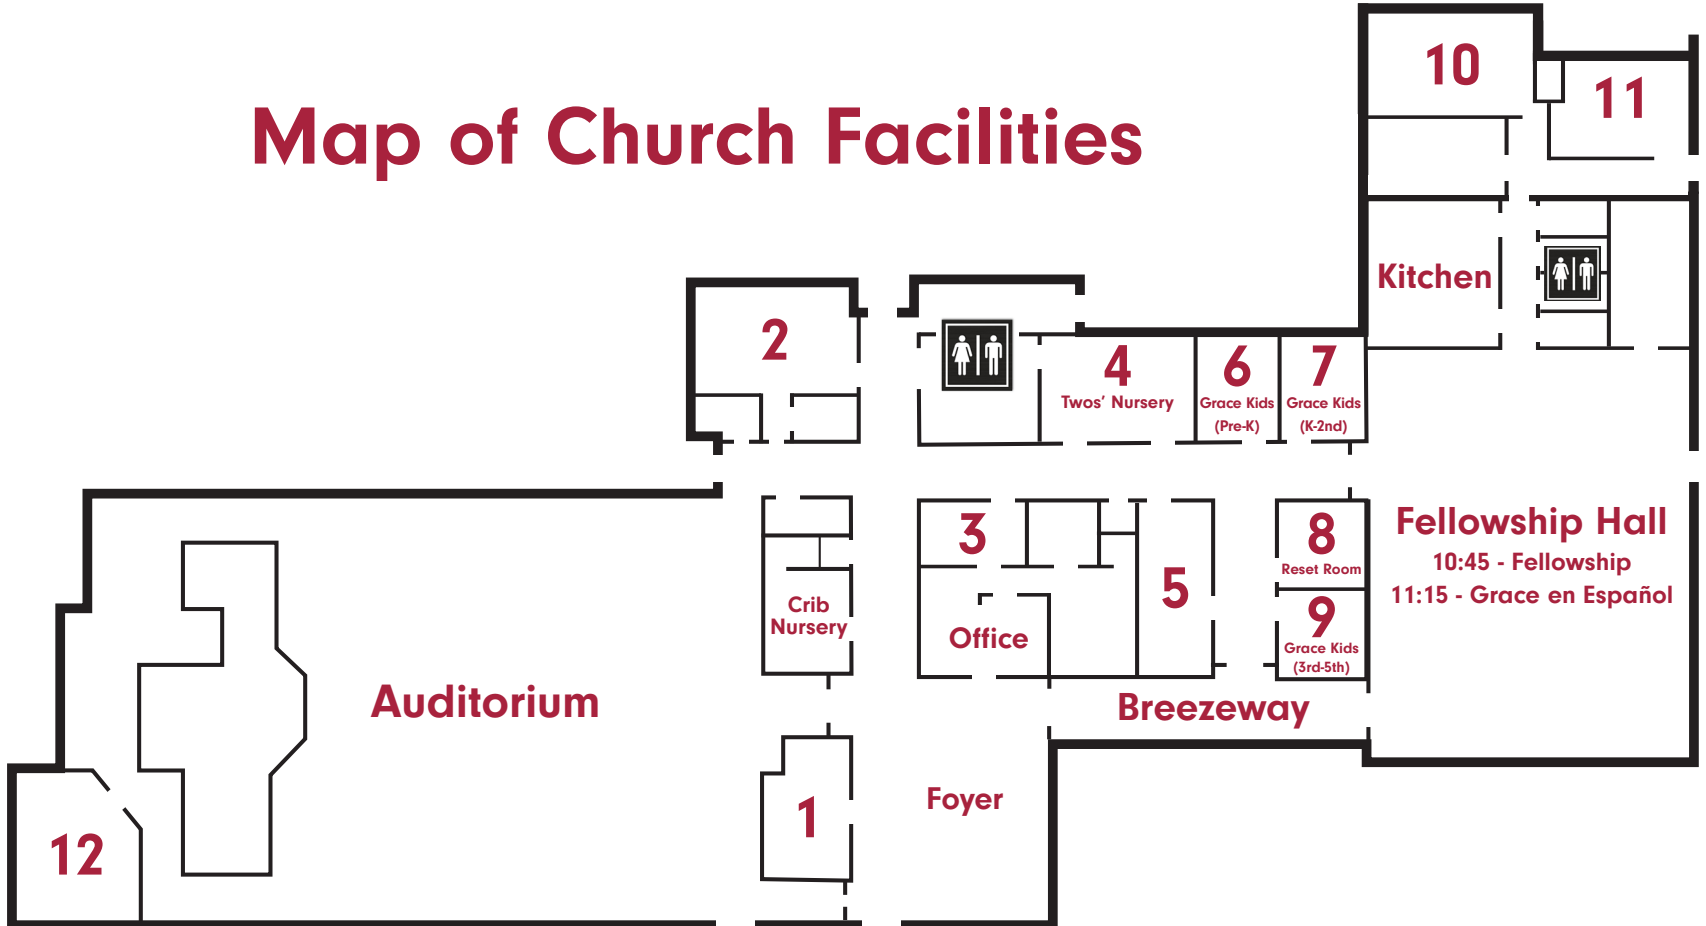 Map of Church Facilities
10
11
Kitchen
2
4
Twos' Nursery
6
Grace Kids
(Pre-K)
7
Grace Kids
(K-2nd)
3
5
8
Reset Room
9
Grace Kids
(3rd-5th)
Fellowship Hall
10:45 - Fellowship
11:15 - Grace en Español
Crib
Nursery
Office
Auditorium
Breezeway
Foyer
1
12